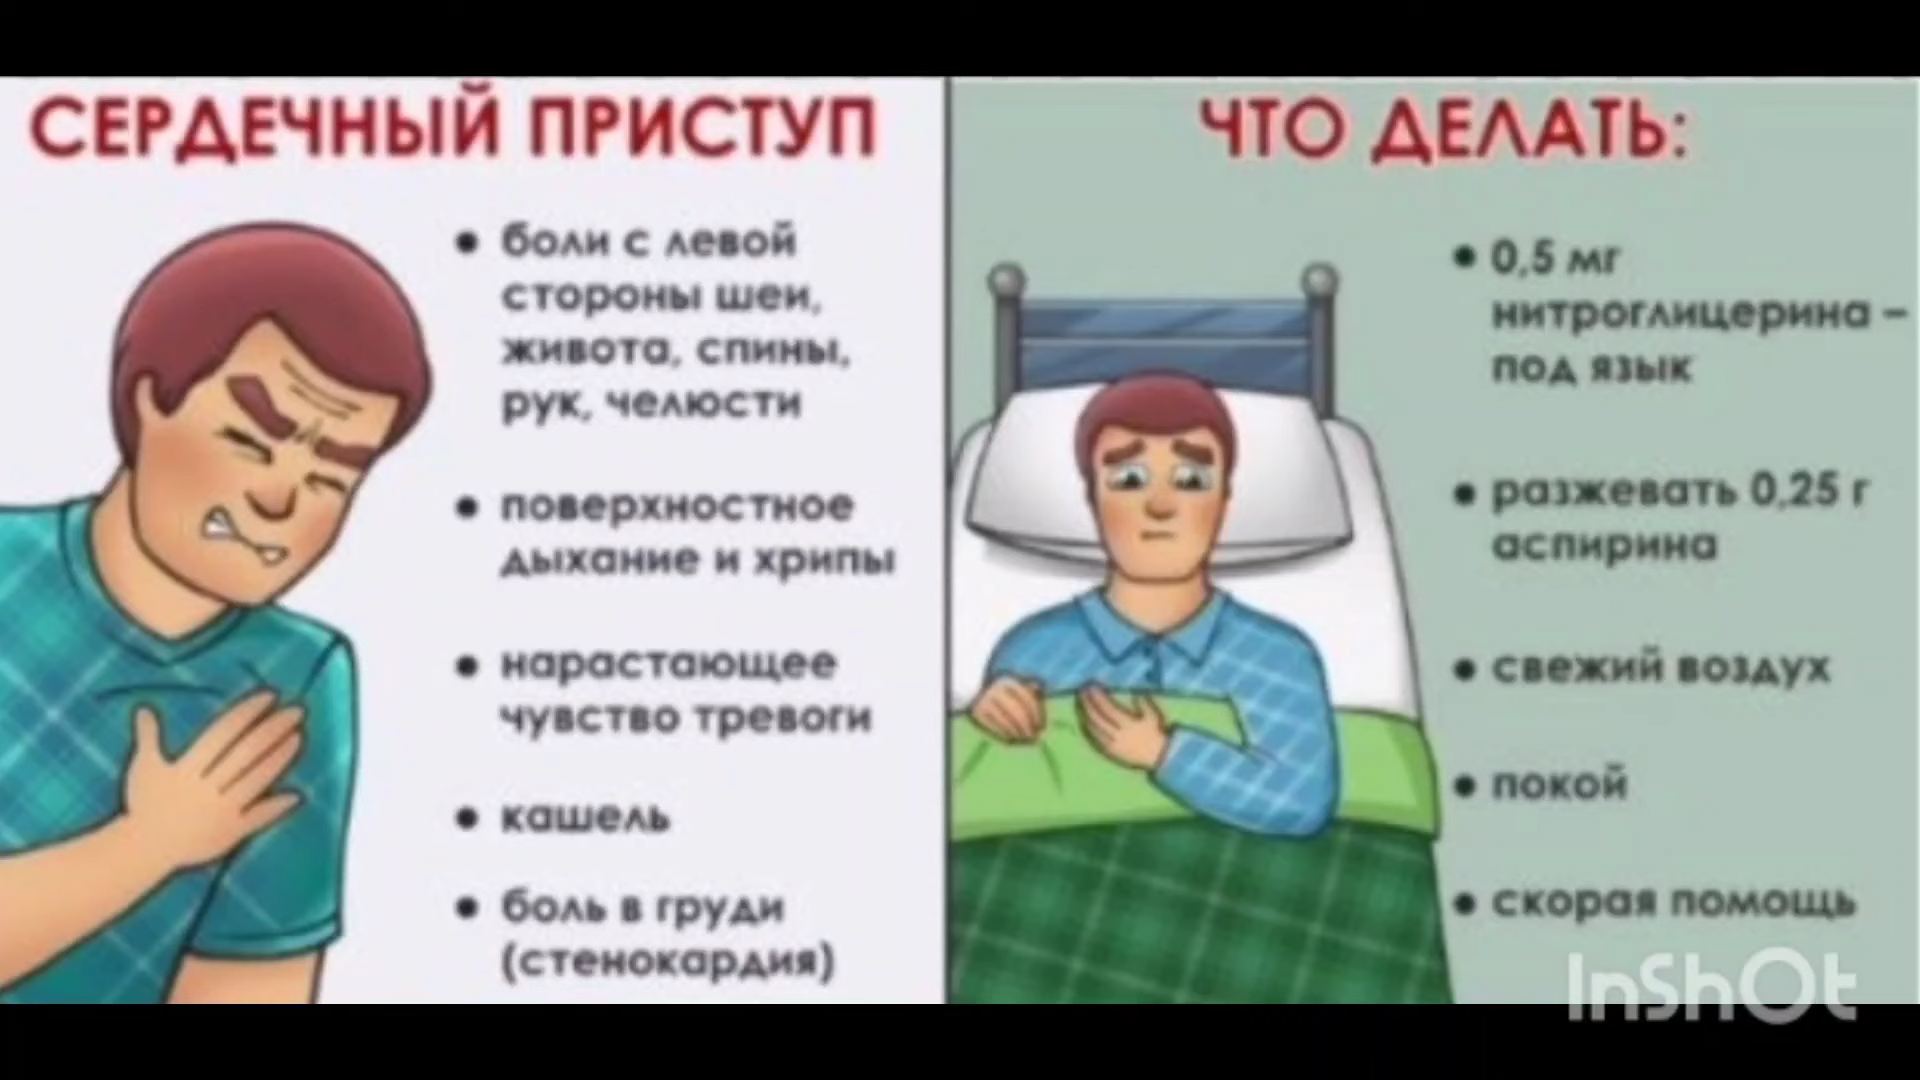 СЕРДЕЧНЫЙ ПРИСТУП
• боли с левой
стороны шеи,
живота, спины,
рук, челюсти
• поверхностное
дыхание и хрипы
• нарастающее
чувство тревоги
• кашель
• боль в груди
(стенокардия)
ЧТО ДЕЛАТЬ:
• 0,5 мг
нитроглицерина –
под язык
• разжевать 0,25 г
аспирина
• свежий воздух
• покой
• скорая помощь
InShOt